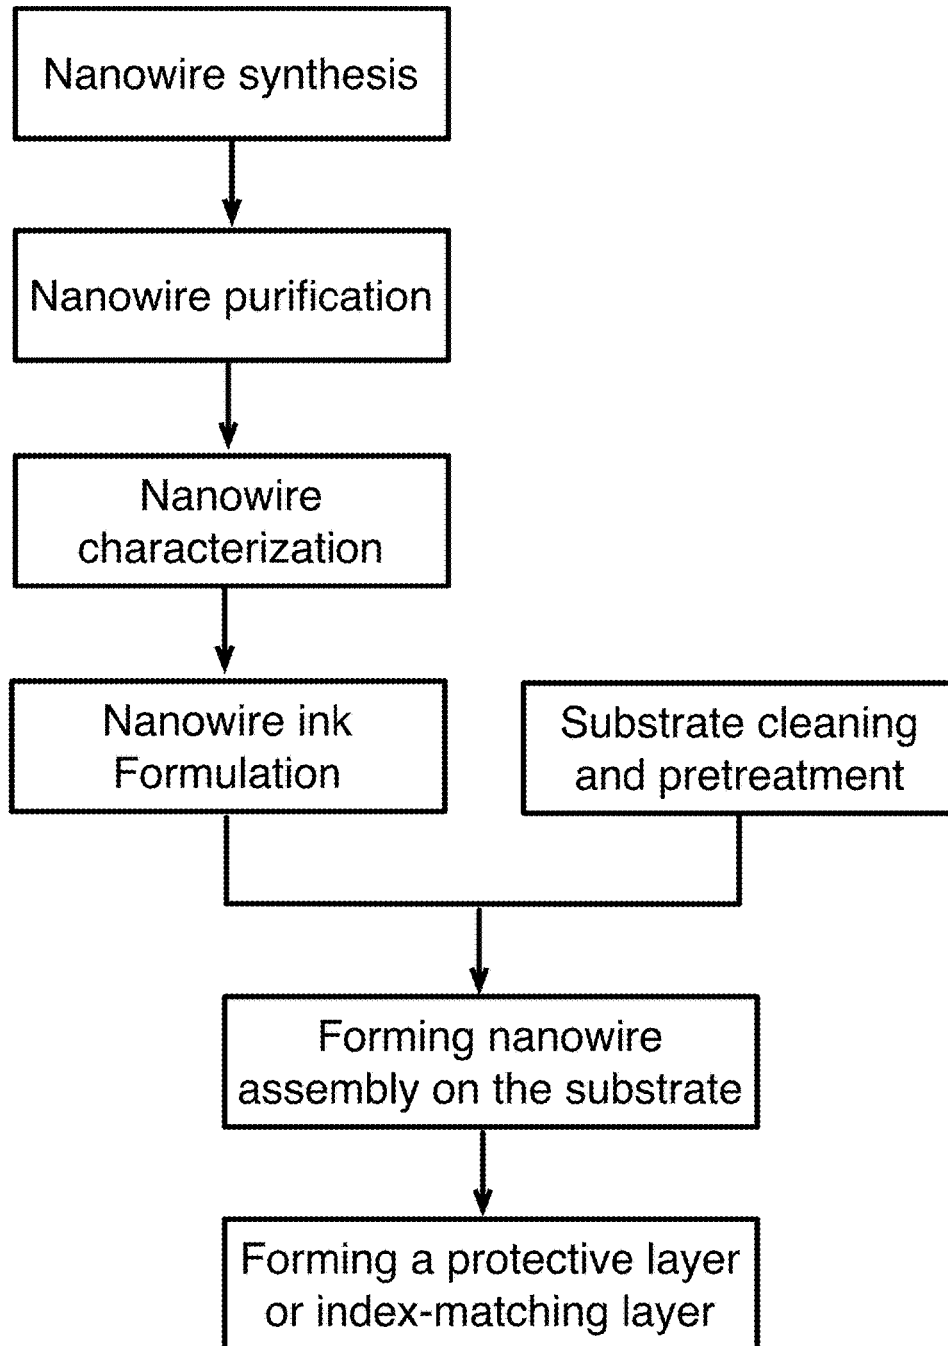 Nanowire synthesis
Nanowire purification
Nanowire
characterization
Nanowire ink
Formulation
Substrate cleaning
and pretreatment
Forming nanowire
assembly on the substrate
Forming a protective layer
or index-matching layer